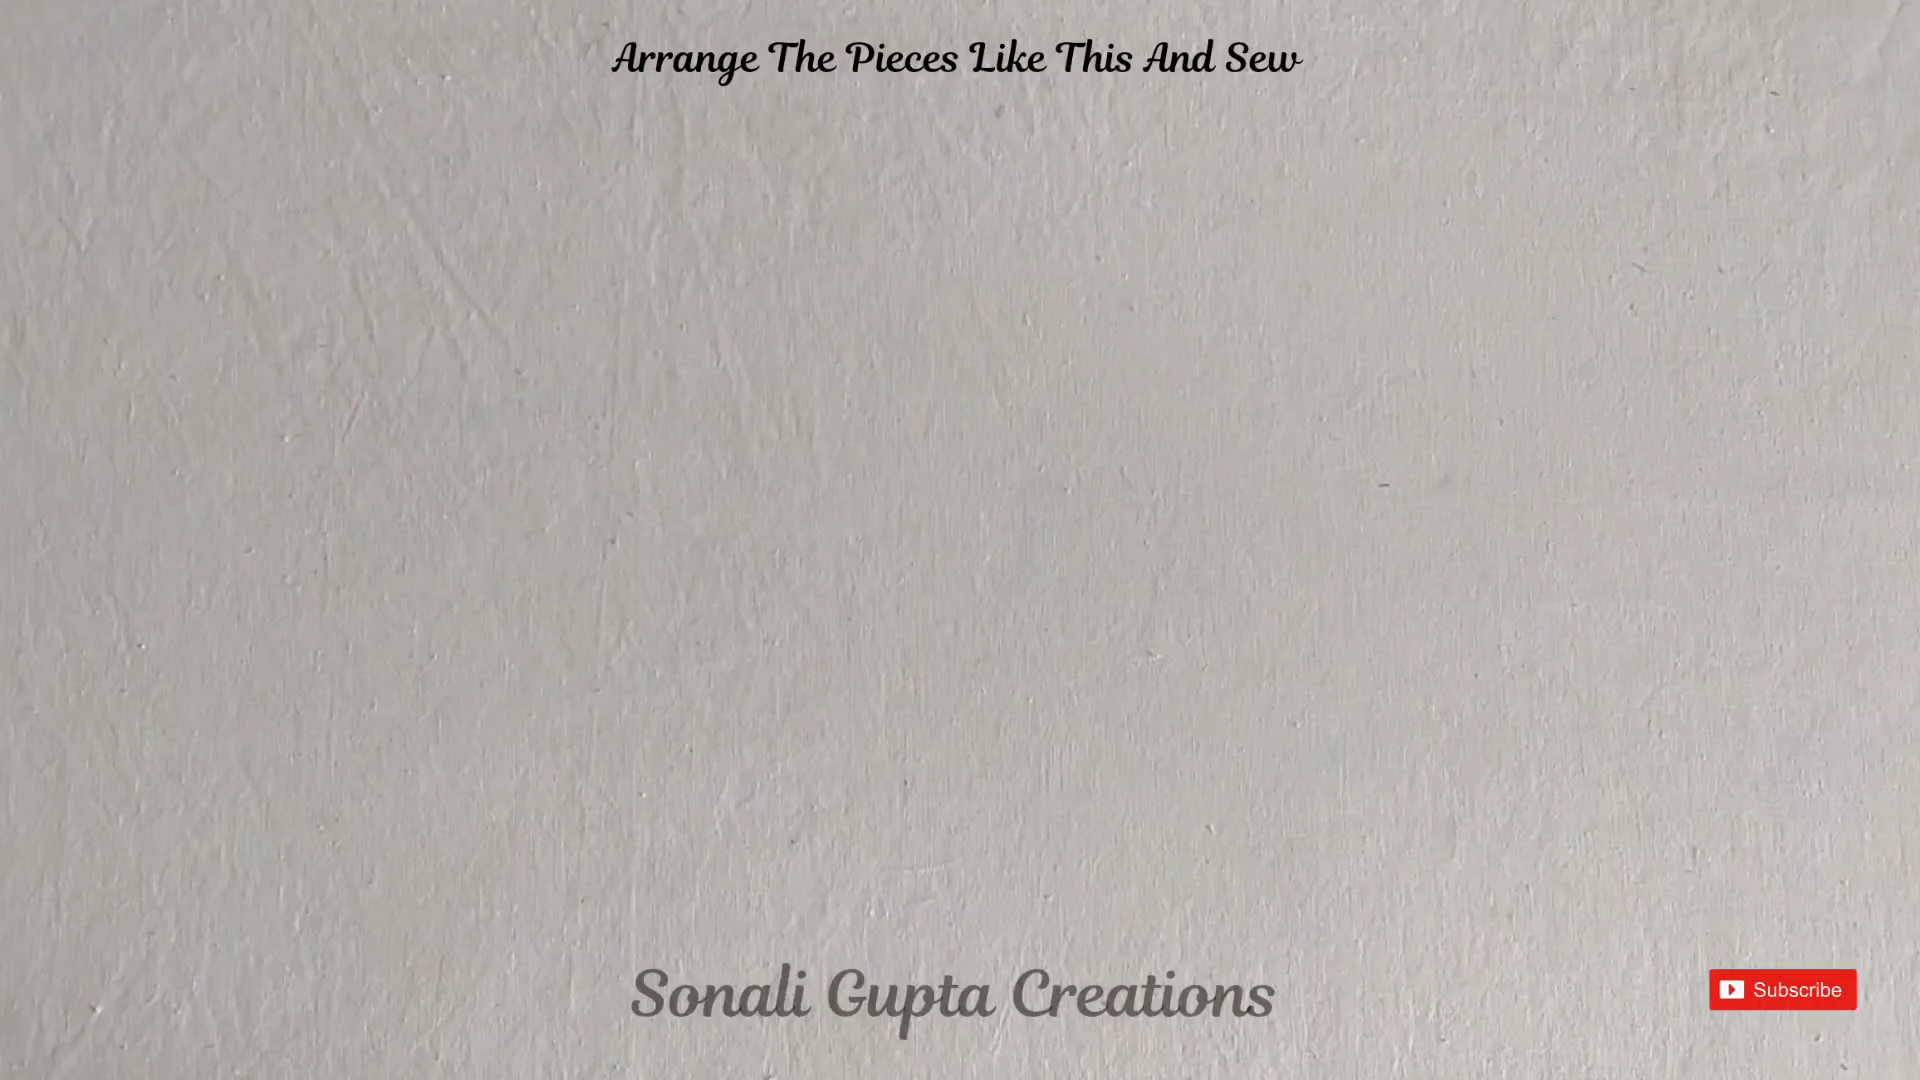 Arrange The Pieces Like This And Sew
Sonali Gupta Creations
Subscribe